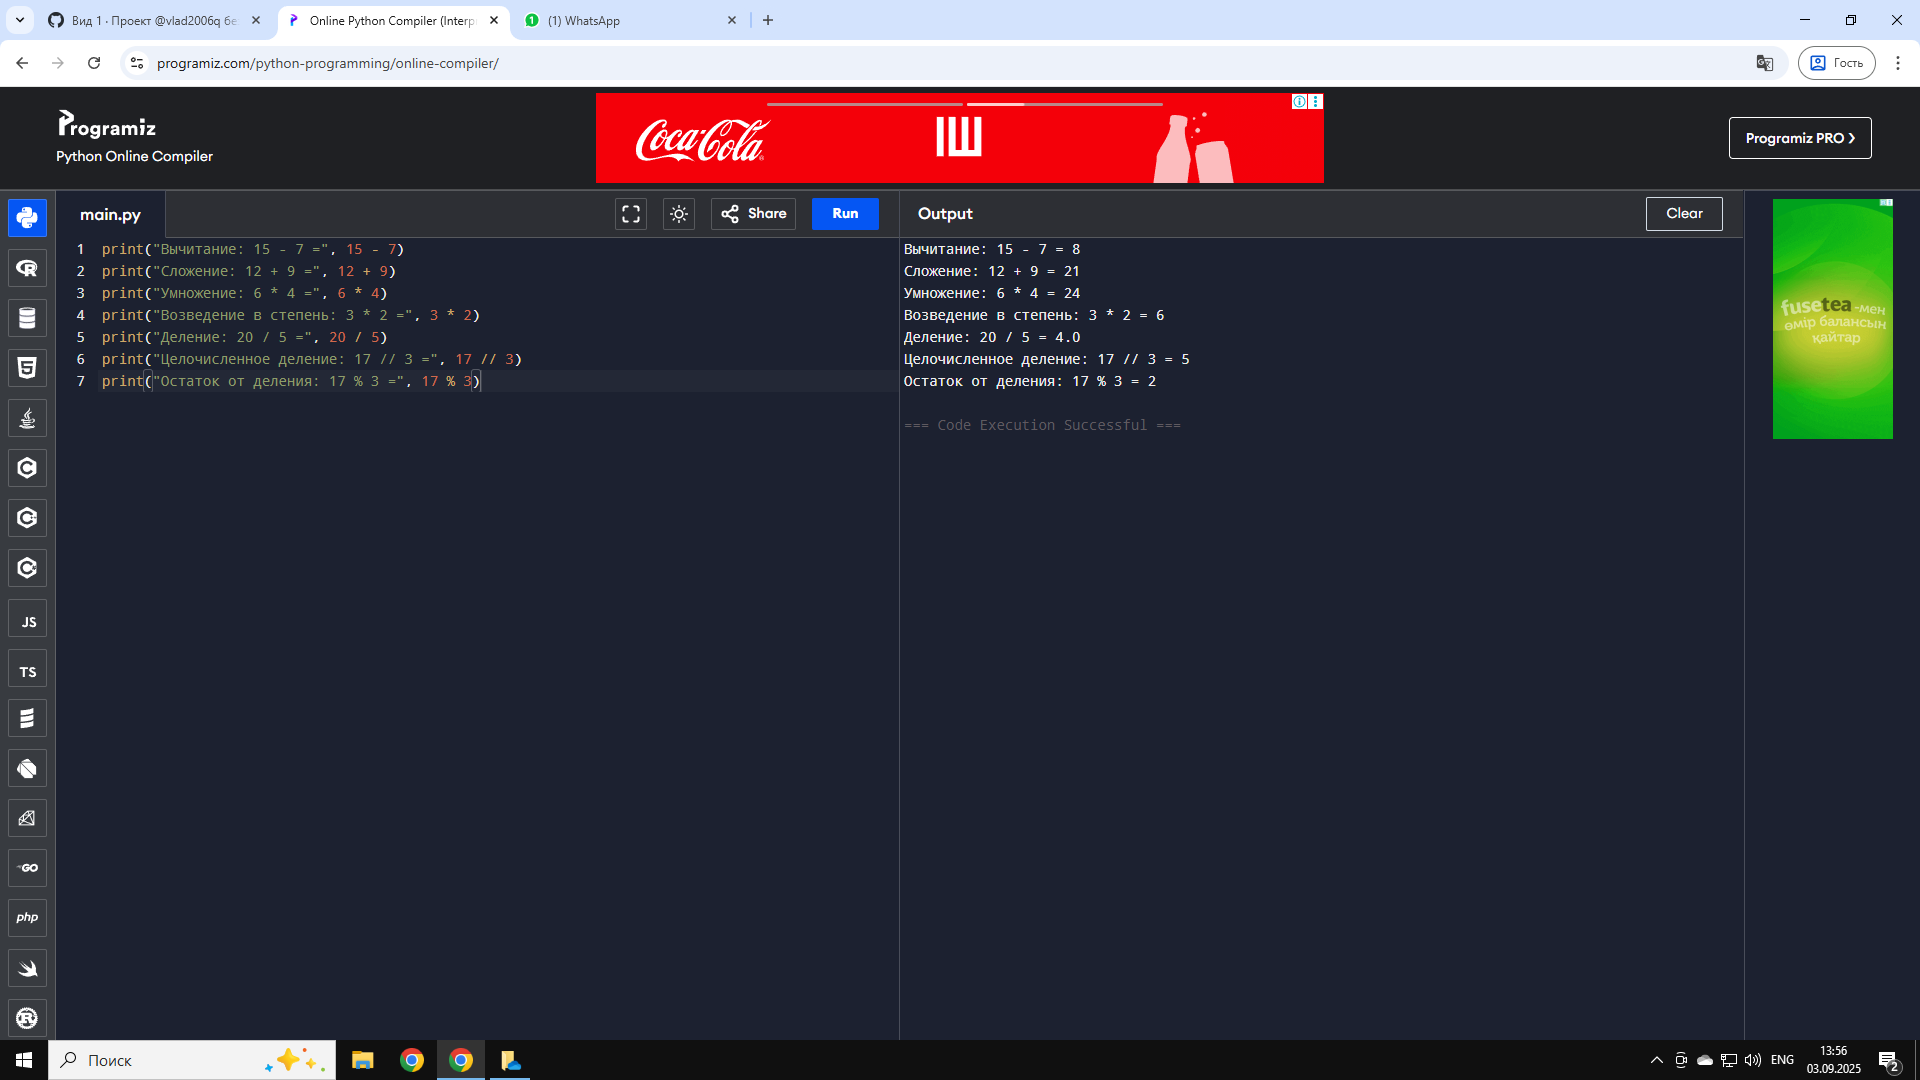 Вид 1 · Проект @vlad2006q бе
Online Python Compiler (Interp
(1) WhatsApp
programiz.com/python-programming/online-compiler/
Гость
Programiz
Python Online Compiler
Coca-Cola
Programiz PRO
main.py
Share
Run
Output
Clear
1 print("Вычитание: 15 - 7 =", 15 - 7)
2 print("Сложение: 12 + 9 =", 12 + 9)
3 print("Умножение: 6 * 4 =", 6 * 4)
4 print("Возведение в степень: 3 * 2 =", 3 * 2)
5 print("Деление: 20 / 5 =", 20 / 5)
6 print("Целочисленное деление: 17 // 3 =", 17 // 3)
7 print("Остаток от деления: 17 % 3 =", 17 % 3)
Вычитание: 15 - 7 = 8
Сложение: 12 + 9 = 21
Умножение: 6 * 4 = 24
Возведение в степень: 3 * 2 = 6
Деление: 20 / 5 = 4.0
Целочисленное деление: 17 // 3 = 5
Остаток от деления: 17 % 3 = 2
=== Code Execution Successful ===
fusetea -мен
өмір балансын
қайтар
JS
TS
GO
php
Поиск
ENG
13:56
03.09.2025
2